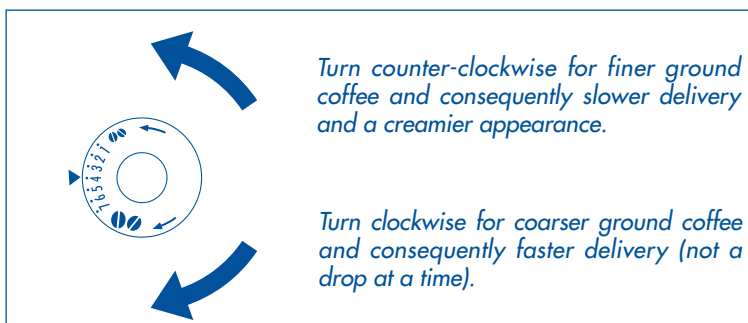 Turn counter-clockwise for finer ground
coffee and consequently slower delivery
and a creamier appearance.
7 6 5 4 3 2 1
Turn clockwise for coarser ground coffee
and consequently faster delivery (not a
drop at a time).